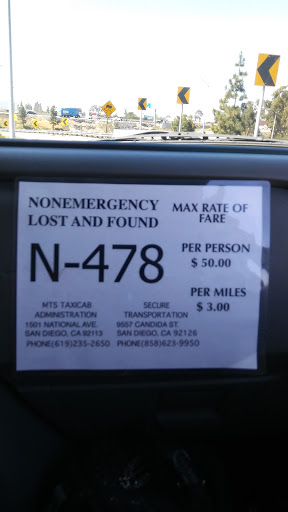 NONEMERGENCY
LOST AND FOUND
N-478
MAX RATE OF
FARE
PER PERSON
$ 50.00
PER MILES
$ 3.00
MTS TAXICAB
ADMINISTRATION
1501 NATIONAL AVE.
SAN DIEGO, CA 92113
PHONE(619)235-2650
SECURE
TRANSPORTATION
9557 CANDIDA ST.
SAN DIEGO, CA 92126
PHONE(858)623-9950